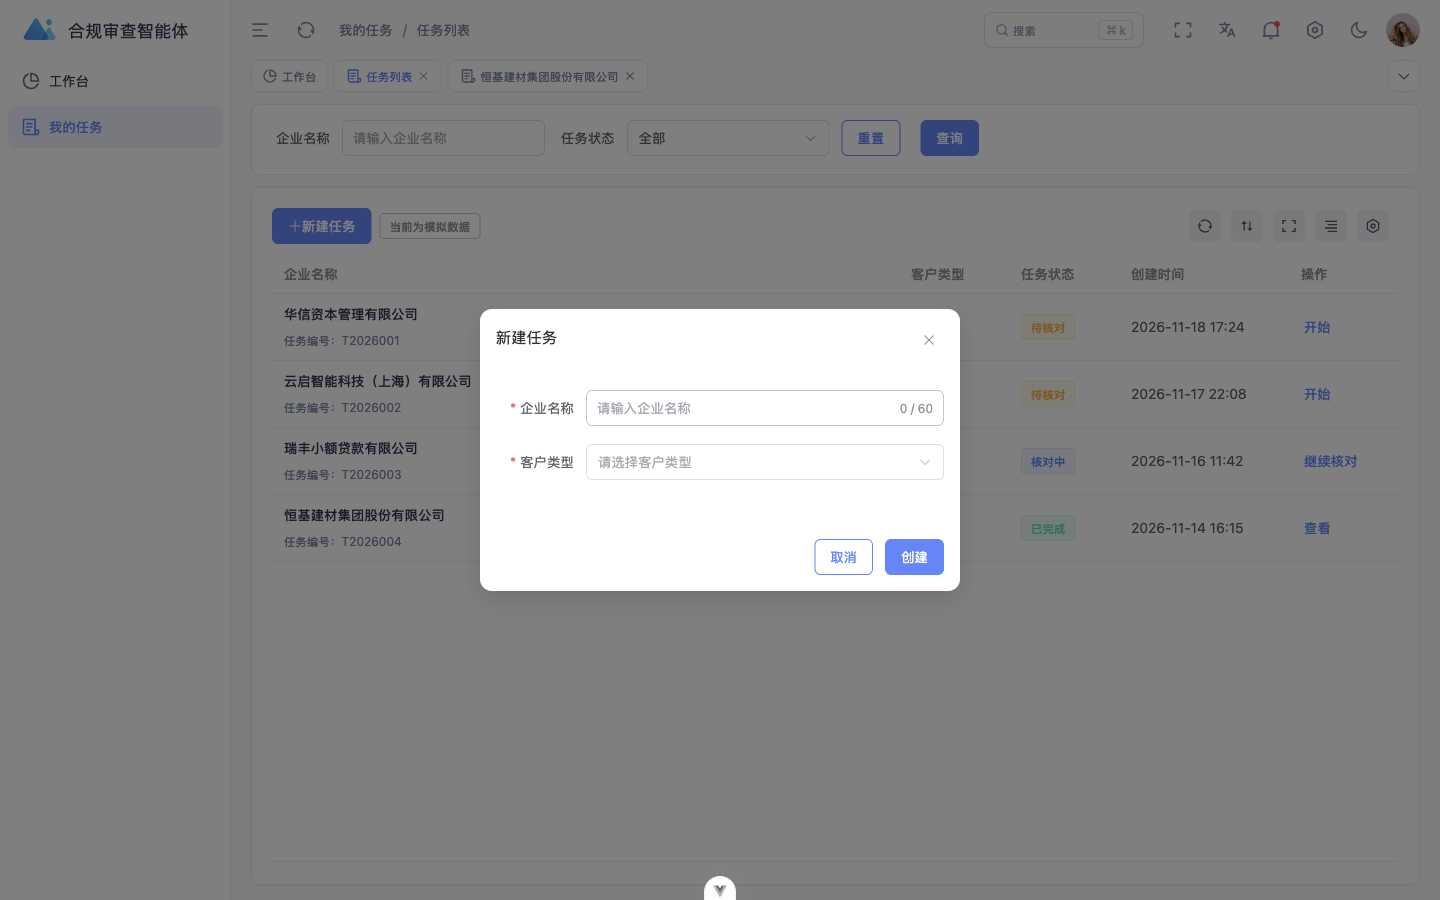 合规审查智能体
工作台
我的任务
我的任务 / 任务列表
搜索 ⌘ k
工作台
任务列表
恒基建材集团股份有限公司
企业名称 请输入企业名称 任务状态 全部 重置 查询
新建任务 当前为模拟数据
企业名称 客户类型 任务状态 创建时间 操作
华信资本管理有限公司
任务编号：T2026001
待核对 2026-11-18 17:24 开始
云启智能科技（上海）有限公司
任务编号：T2026002
待核对 2026-11-17 22:08 开始
瑞丰小额贷款有限公司
任务编号：T2026003
核对中 2026-11-16 11:42 继续核对
恒基建材集团股份有限公司
任务编号：T2026004
已完成 2026-11-14 16:15 查看
新建任务
* 企业名称 请输入企业名称 0 / 60
* 客户类型 请选择客户类型
取消 创建